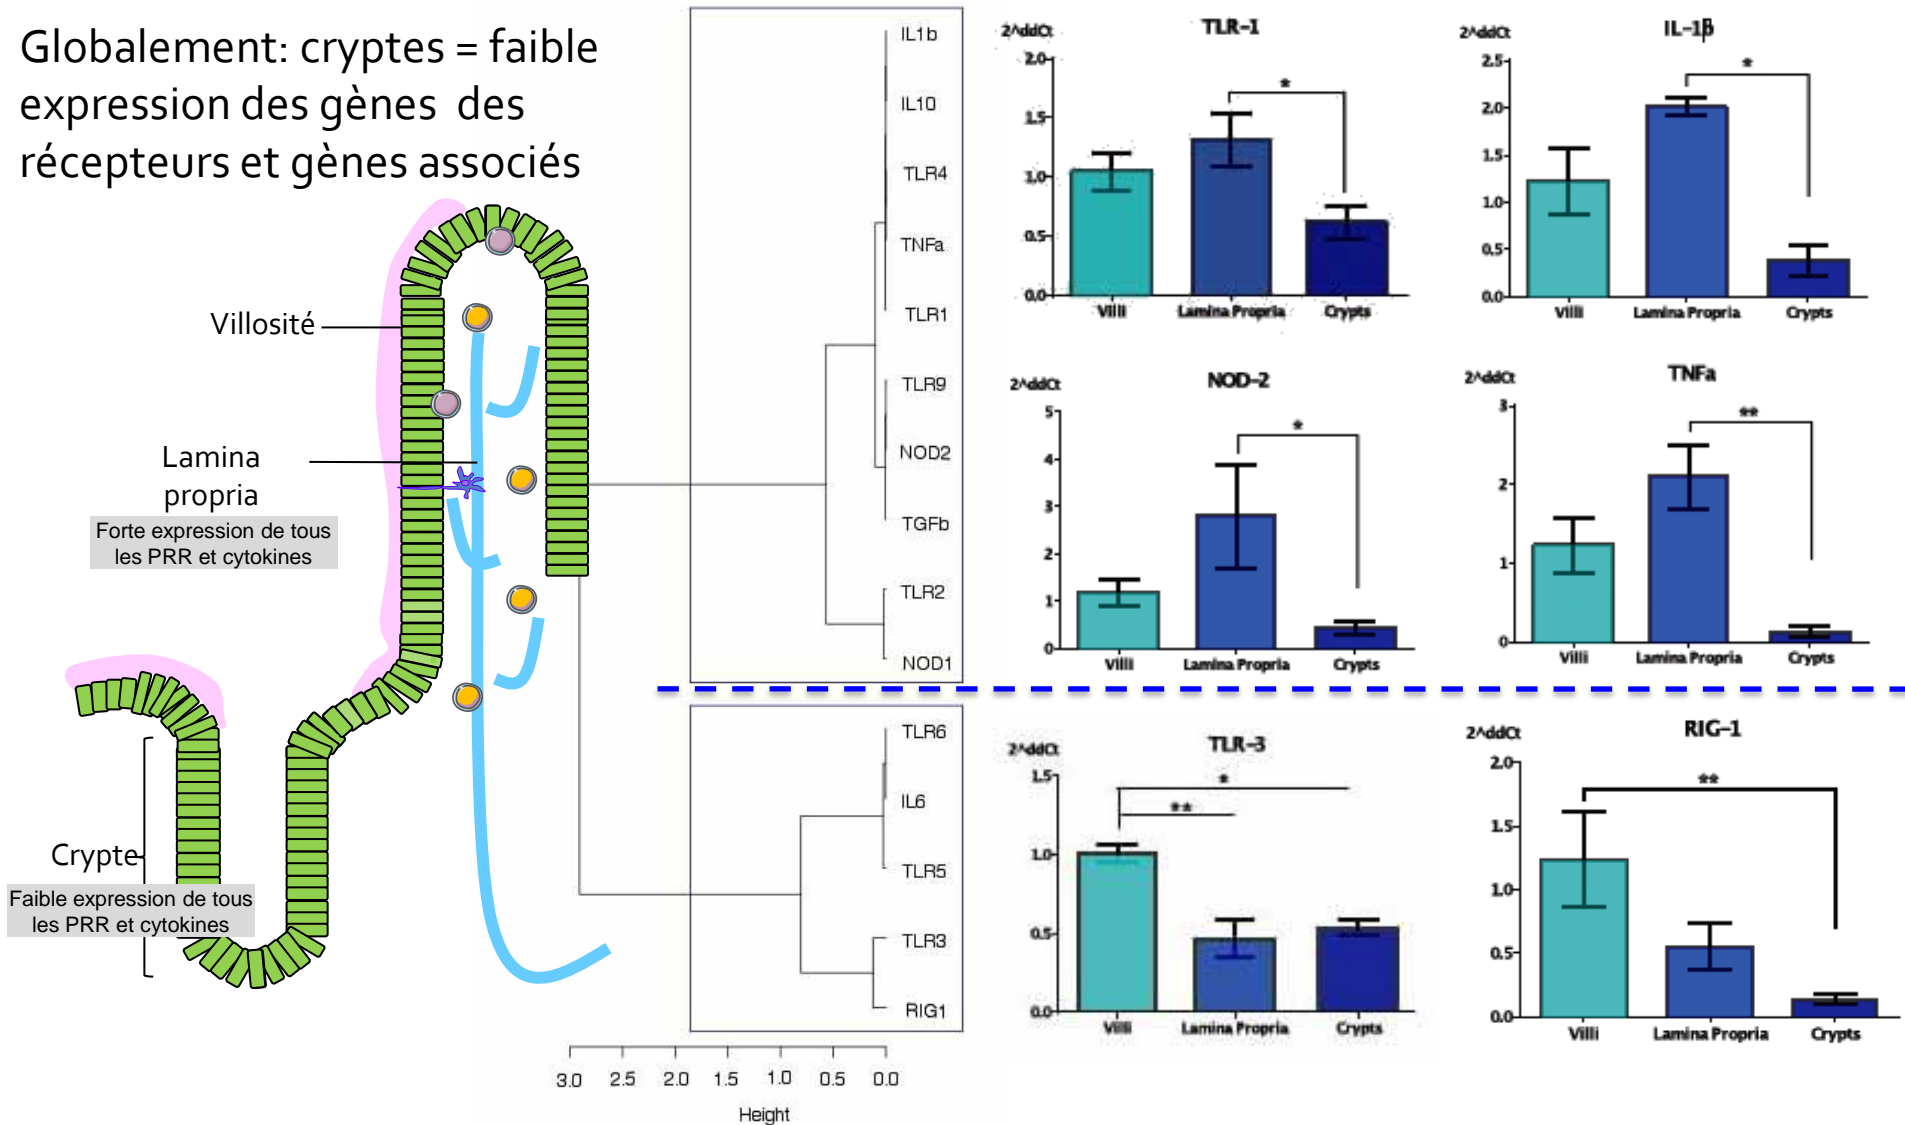 Globalement: cryptes = faible
expression des gènes des
récepteurs et gènes associés
Villosité
Lamina
propria
Forte expression de tous
les PRR et cytokines
Crypte
Faible expression de tous
les PRR et cytokines
IL1b
IL10
TLR4
TNFa
TLR1
TLR9
NOD2
TGFb
TLR2
NOD1
TLR6
IL6
TLR5
TLR3
RIG1
3.0 2.5 2.0 1.5 1.0 0.5 0.0
Height
TLR-1
2^ddCt
2.0
1.5
1.0
0.5
0.0
*
Villi Lamina Propria Crypts
IL-1β
2^ddCt
2.5
2.0
1.5
1.0
0.5
0.0
*
Villi Lamina Propria Crypts
NOD-2
2^ddCt
5
4
3
2
1
0
*
Villi Lamina Propria Crypts
TNFa
2^ddCt
3
2
1
0
**
Villi Lamina Propria Crypts
TLR-3
2^ddCt
1.5
1.0
0.5
0.0
*
**
Villi Lamina Propria Crypts
RIG-1
2^ddCt
2.0
1.5
1.0
0.5
0.0
**
Villi Lamina Propria Crypts